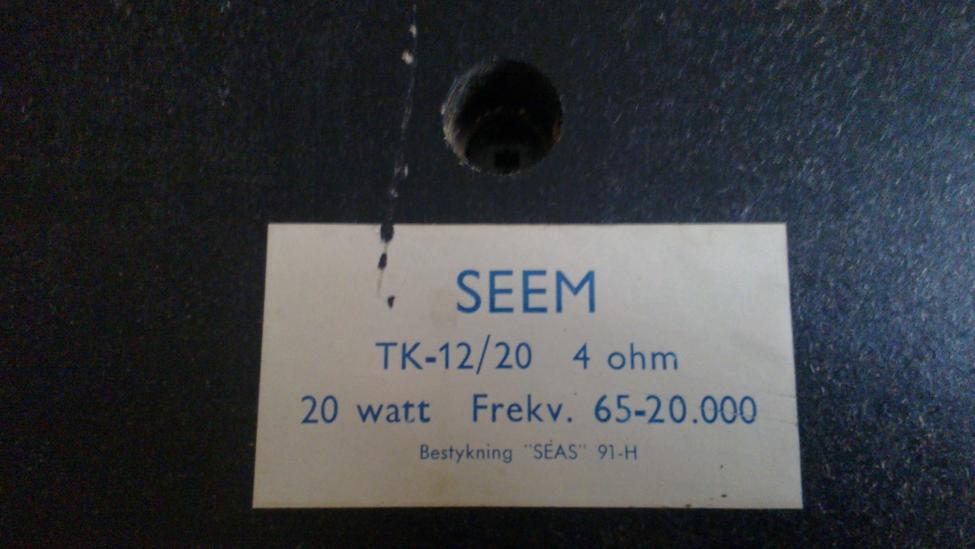 SEEM
TK-12/20 4 ohm
20 watt Frekv. 65-20.000
Bestykning "SEAS" 91-H